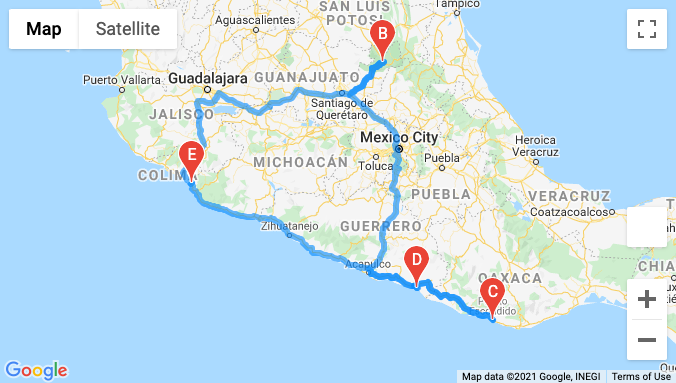 Map
Satellite
SAN LUIS
POTOSÍ
Tampico
Aguascalientes
B
Puerto Vallarta
Guadalajara
GUANAJUATO
Santiago de
Querétaro
JALISCO
Mexico City
Heroica
Veracruz
E
COLIMA
MICHOACÁN
Toluca
Puebla
PUEBLA
VERACRUZ
Coatzacoalcos
Zihuatanejo
GUERRERO
Acapulco
D
OAXACA
C
CHIA
Google
Map data ©2021 Google, INEGI
Terms of Use